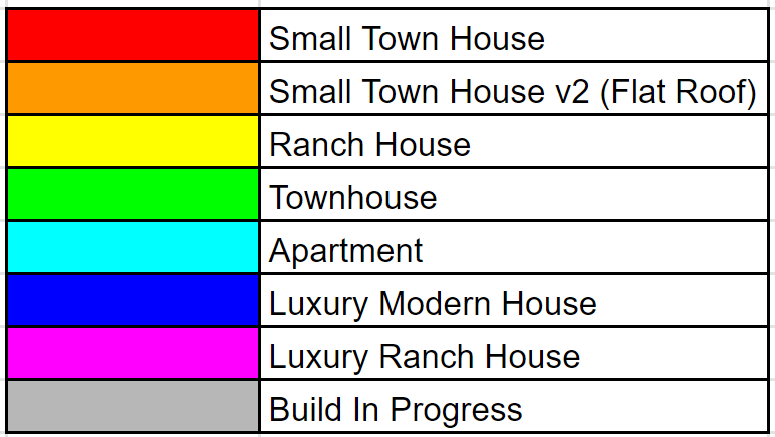 Small Town House
Small Town House v2 (Flat Roof)
Ranch House
Townhouse
Apartment
Luxury Modern House
Luxury Ranch House
Build In Progress